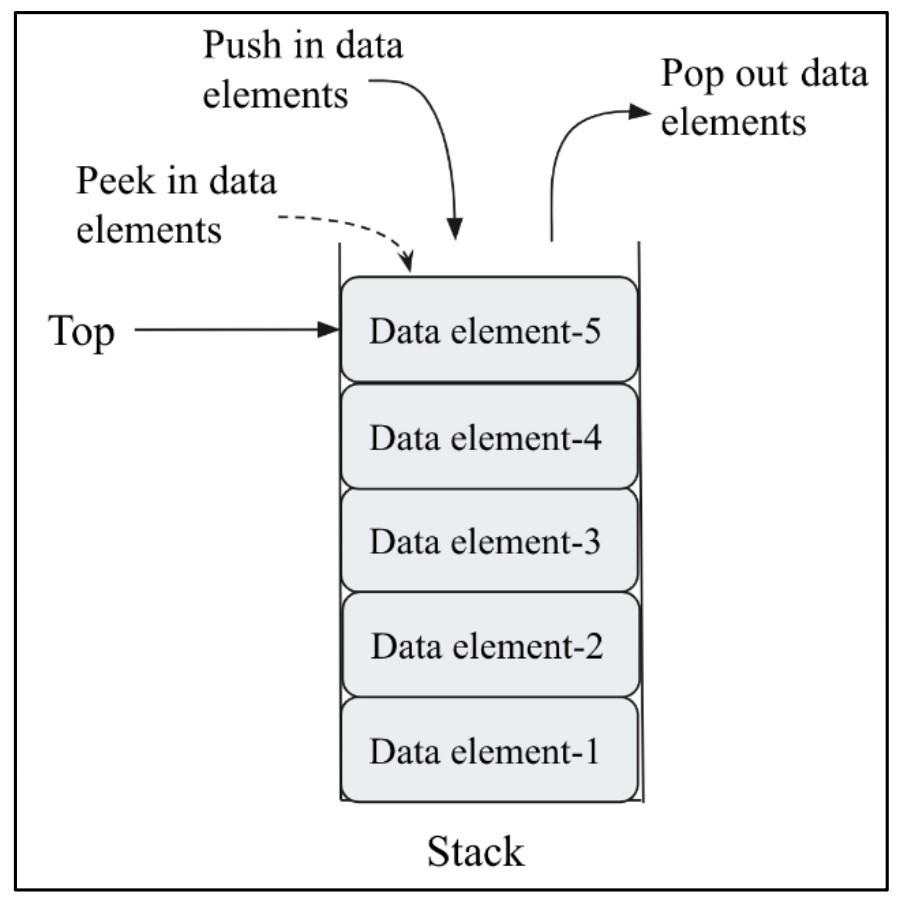 Push in data
elements
Pop out data
elements
Peek in data
elements
Top
Data element-5
Data element-4
Data element-3
Data element-2
Data element-1
Stack